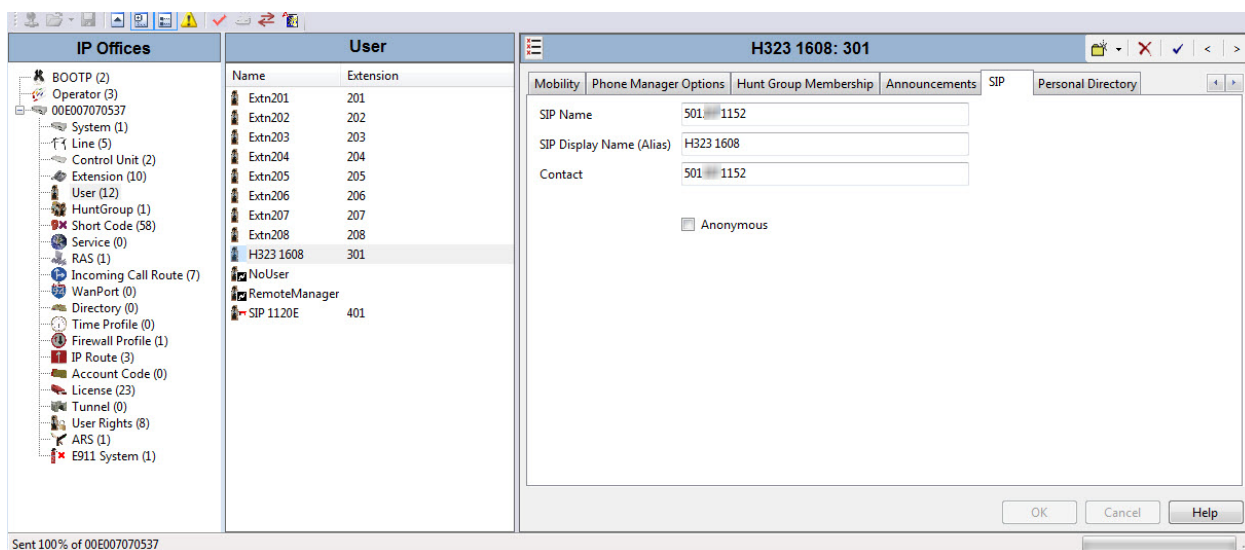 IP Offices
BOOTP (2)
Operator (3)
00E007070537
System (1)
Line (5)
Control Unit (2)
Extension (10)
User (12)
HuntGroup (1)
Short Code (58)
Service (0)
RAS (1)
Incoming Call Route (7)
WanPort (0)
Directory (0)
Time Profile (0)
Firewall Profile (1)
IP Route (3)
Account Code (0)
License (23)
Tunnel (0)
User Rights (8)
ARS (1)
E911 System (1)
User
Name Extension
Extn201 201
Extn202 202
Extn203 203
Extn204 204
Extn205 205
Extn206 206
Extn207 207
Extn208 208
H323 1608 301
NoUser
RemoteManager
SIP 1120E 401
H323 1608: 301
Mobility Phone Manager Options Hunt Group Membership Announcements SIP Personal Directory
SIP Name 501 1152
SIP Display Name (Alias) H323 1608
Contact 501 1152
Anonymous
OK Cancel Help
Sent 100% of 00E007070537